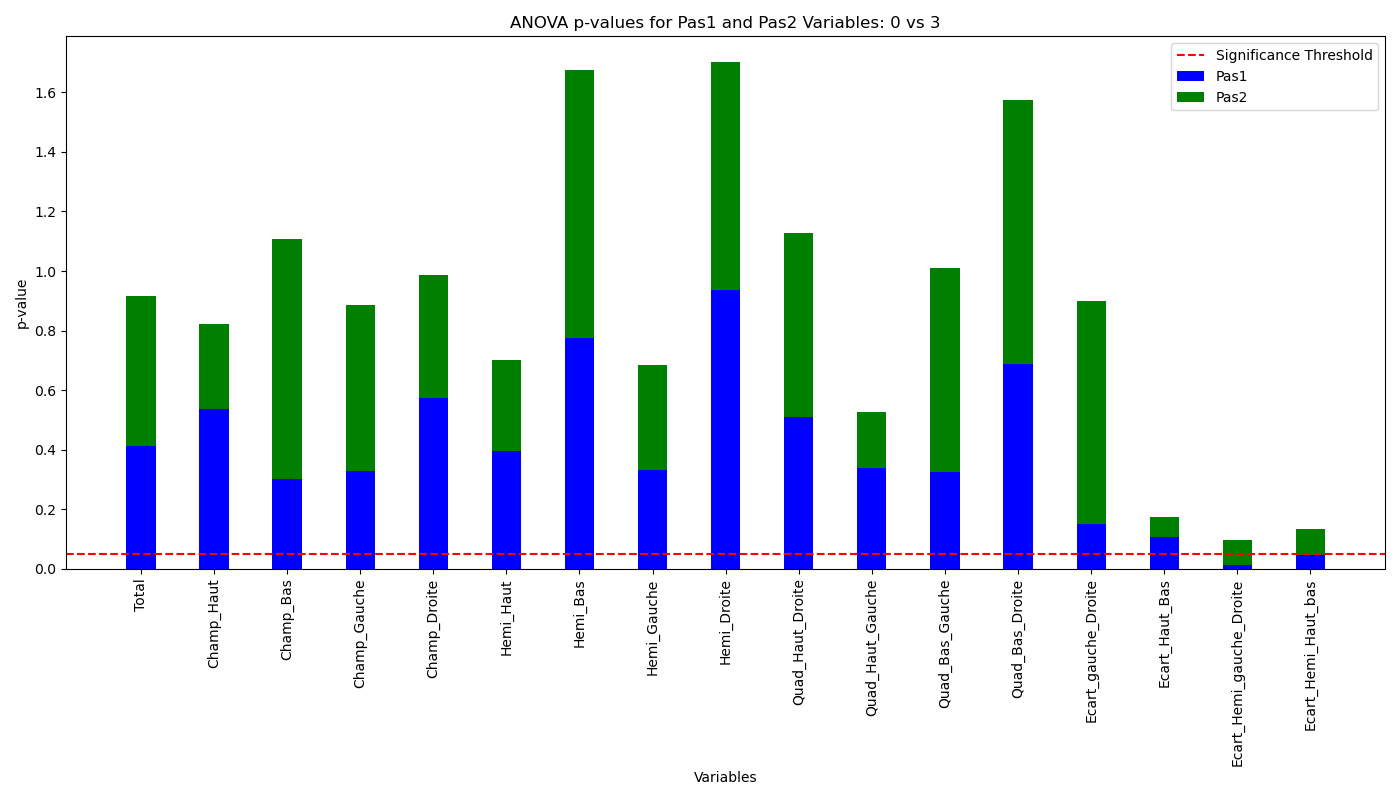 ANOVA p-values for Pas1 and Pas2 Variables: 0 vs 3
Significance Threshold
Pas1
Pas2
p-value
1.6
1.4
1.2
1.0
0.8
0.6
0.4
0.2
0.0
Total
Champ_Haut
Champ_Bas
Champ_Gauche
Champ_Droite
Hemi_Haut
Hemi_Bas
Hemi_Gauche
Hemi_Droite
Quad_Haut_Droite
Quad_Haut_Gauche
Quad_Bas_Gauche
Quad_Bas_Droite
Ecart_gauche_Droite
Ecart_Haut_Bas
Ecart_Hemi_gauche_Droite
Ecart_Hemi_Haut_bas
Variables